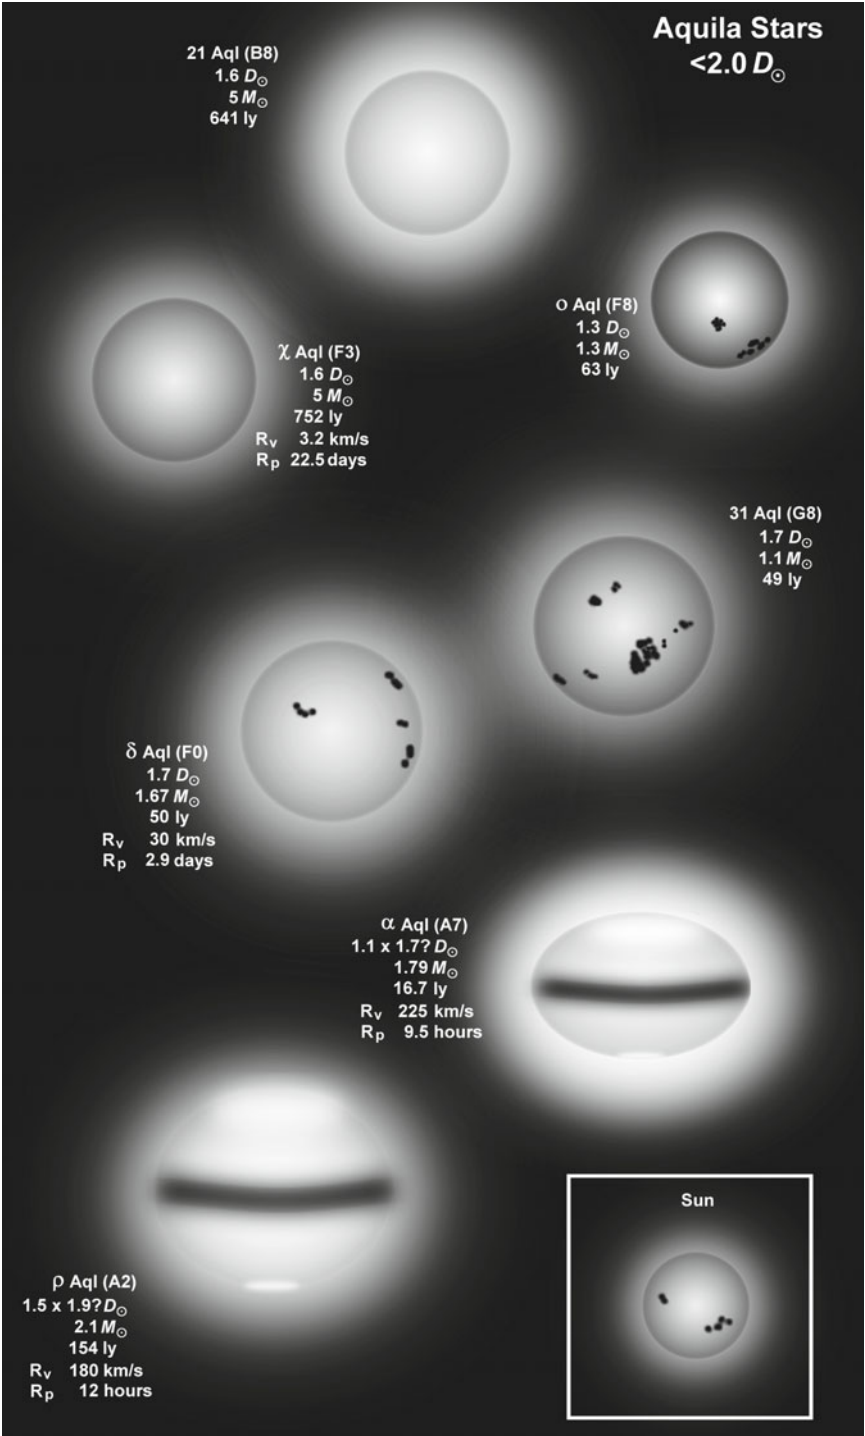 Aquila Stars
<2.0 D☉
21 Aql (B8)
1.6 D☉
5 M☉
641 ly
ο Aql (F8)
1.3 D☉
1.3 M☉
63 ly
χ Aql (F3)
1.6 D☉
5 M☉
752 ly
Rv 3.2 km/s
Rp 22.5 days
31 Aql (G8)
1.7 D☉
1.1 M☉
49 ly
δ Aql (F0)
1.7 D☉
1.67 M☉
50 ly
Rv 30 km/s
Rp 2.9 days
α Aql (A7)
1.1 x 1.7? D☉
1.79 M☉
16.7 ly
Rv 225 km/s
Rp 9.5 hours
ρ Aql (A2)
1.5 x 1.9? D☉
2.1 M☉
154 ly
Rv 180 km/s
Rp 12 hours
Sun